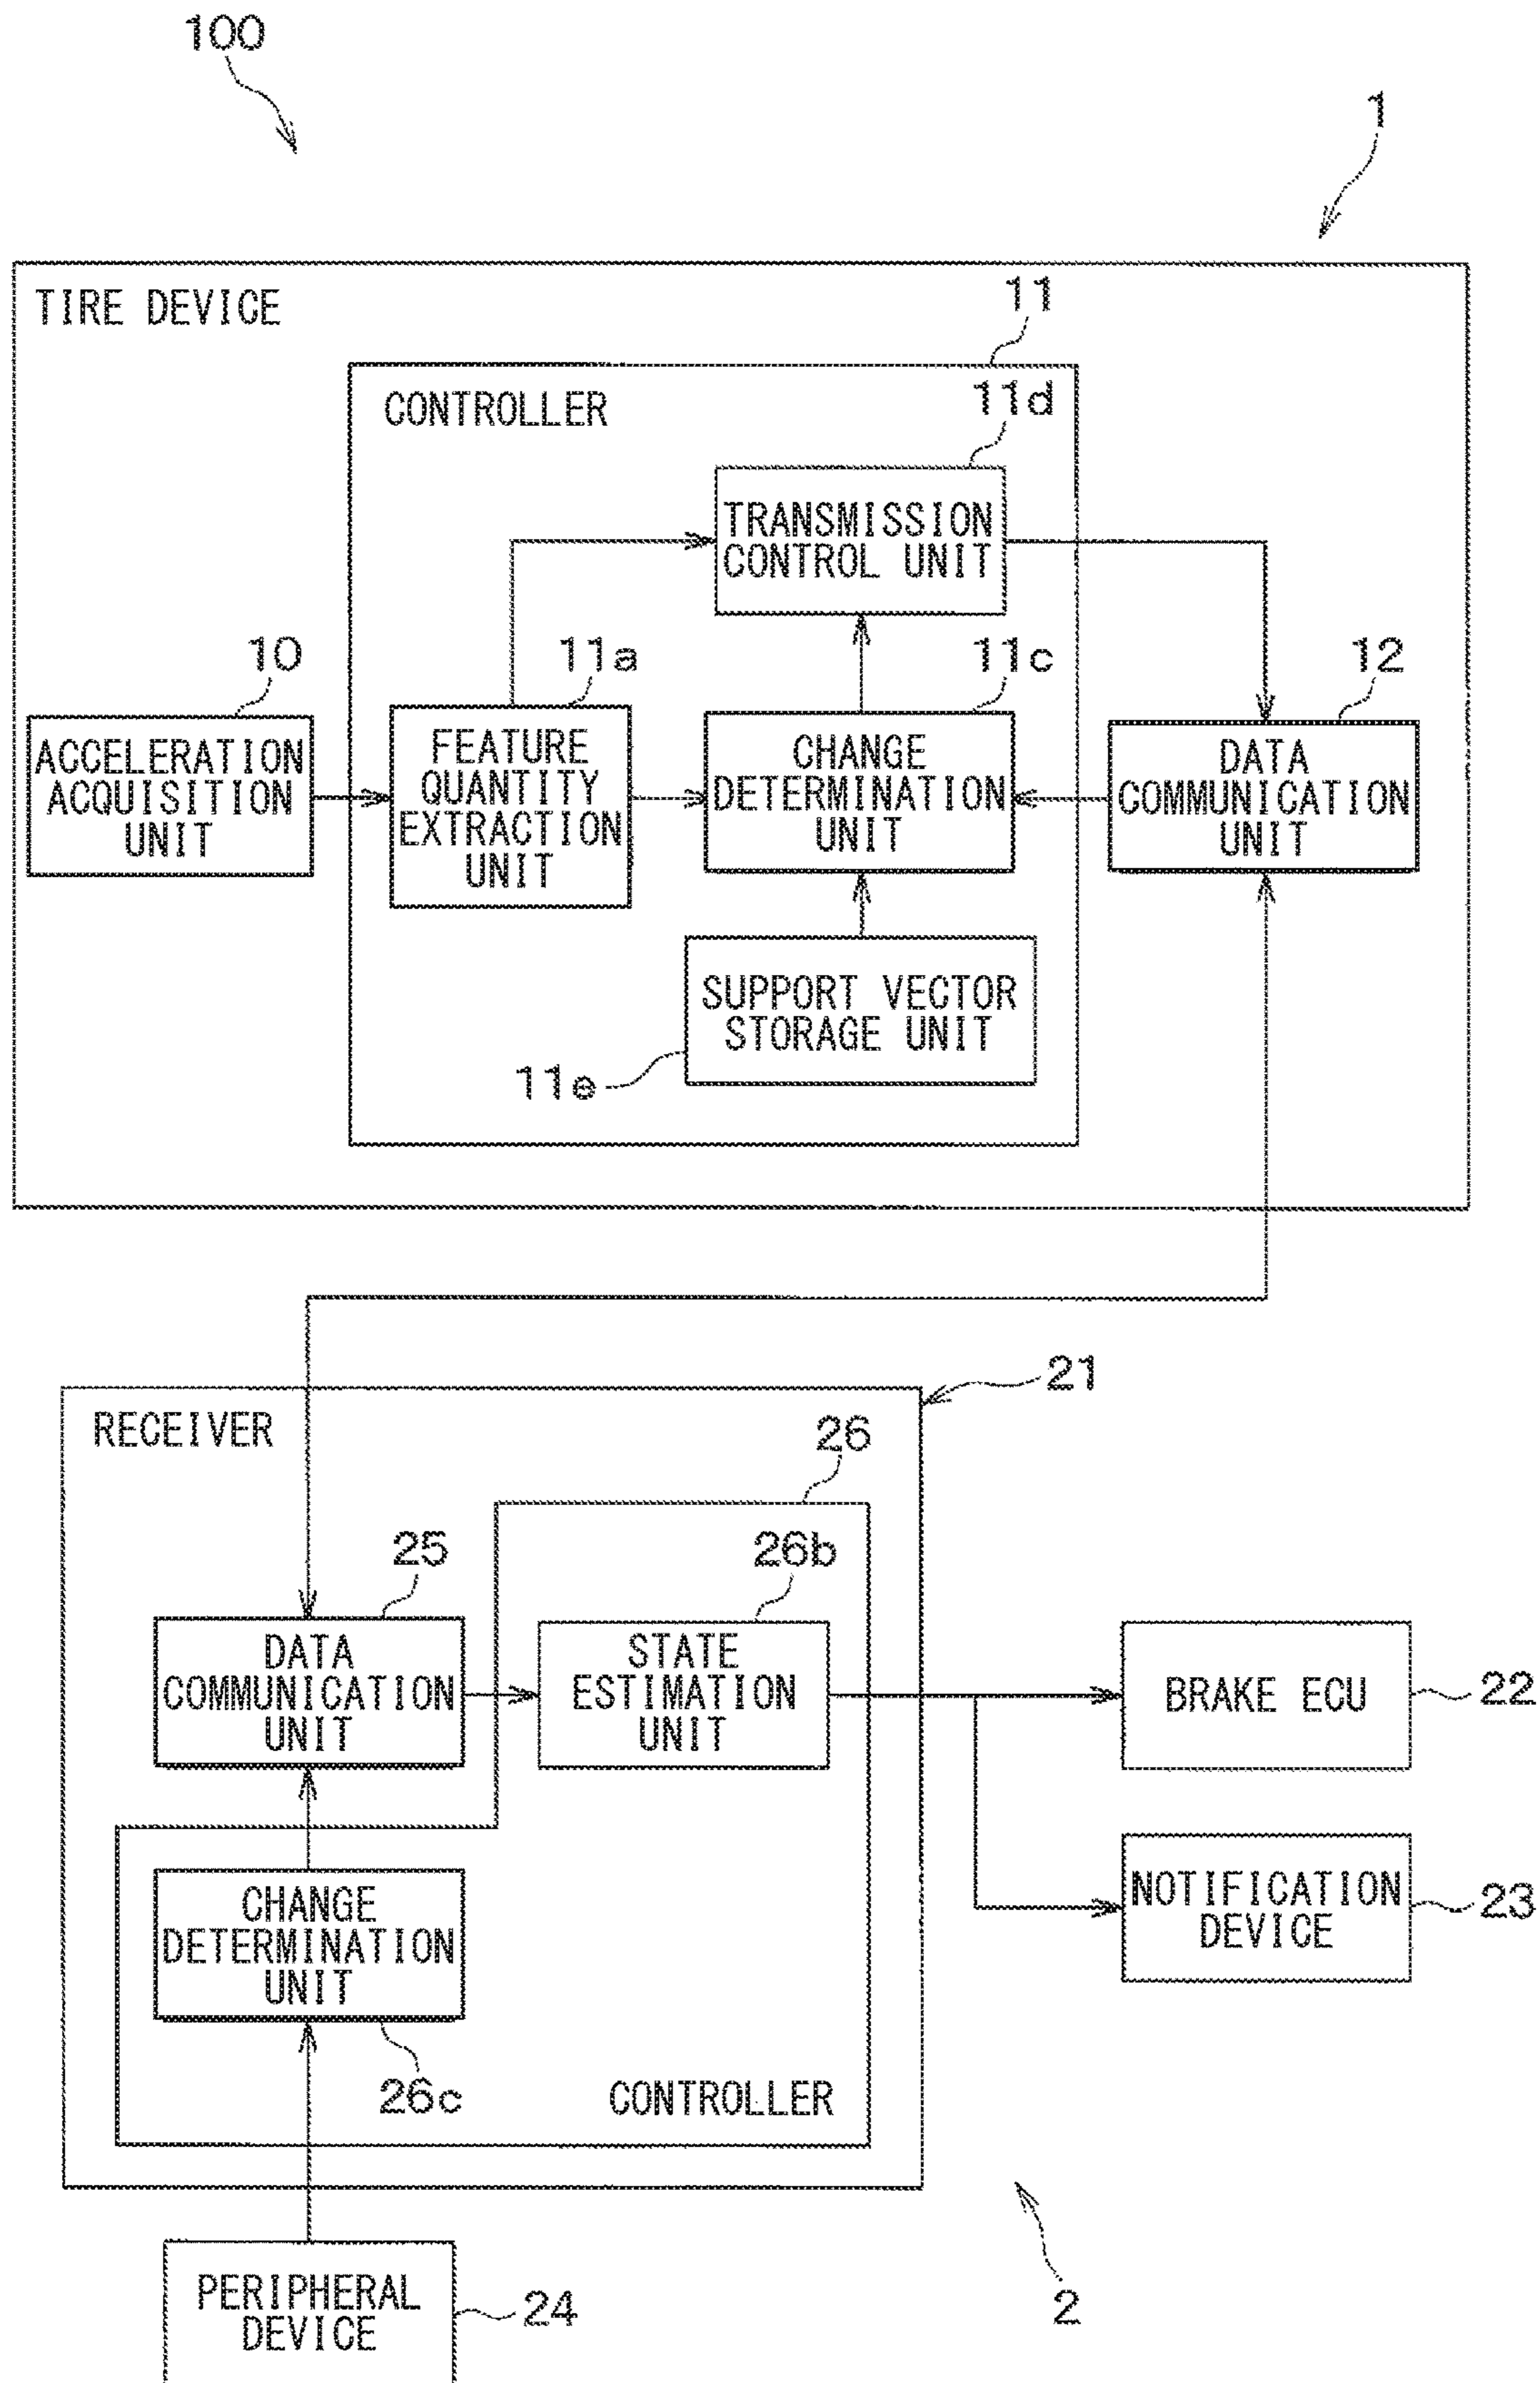 100
1
TIRE DEVICE
11
CONTROLLER
11d
TRANSMISSION
CONTROL UNIT
10
11a
11c
12
ACCELERATION
ACQUISITION
UNIT
FEATURE
QUANTITY
EXTRACTION
UNIT
CHANGE
DETERMINATION
UNIT
DATA
COMMUNICATION
UNIT
SUPPORT VECTOR
STORAGE UNIT
11e
21
RECEIVER
26
25
26b
DATA
COMMUNICATION
UNIT
STATE
ESTIMATION
UNIT
BRAKE ECU
22
CHANGE
DETERMINATION
UNIT
NOTIFICATION
DEVICE
23
26c
CONTROLLER
PERIPHERAL
DEVICE
24
2